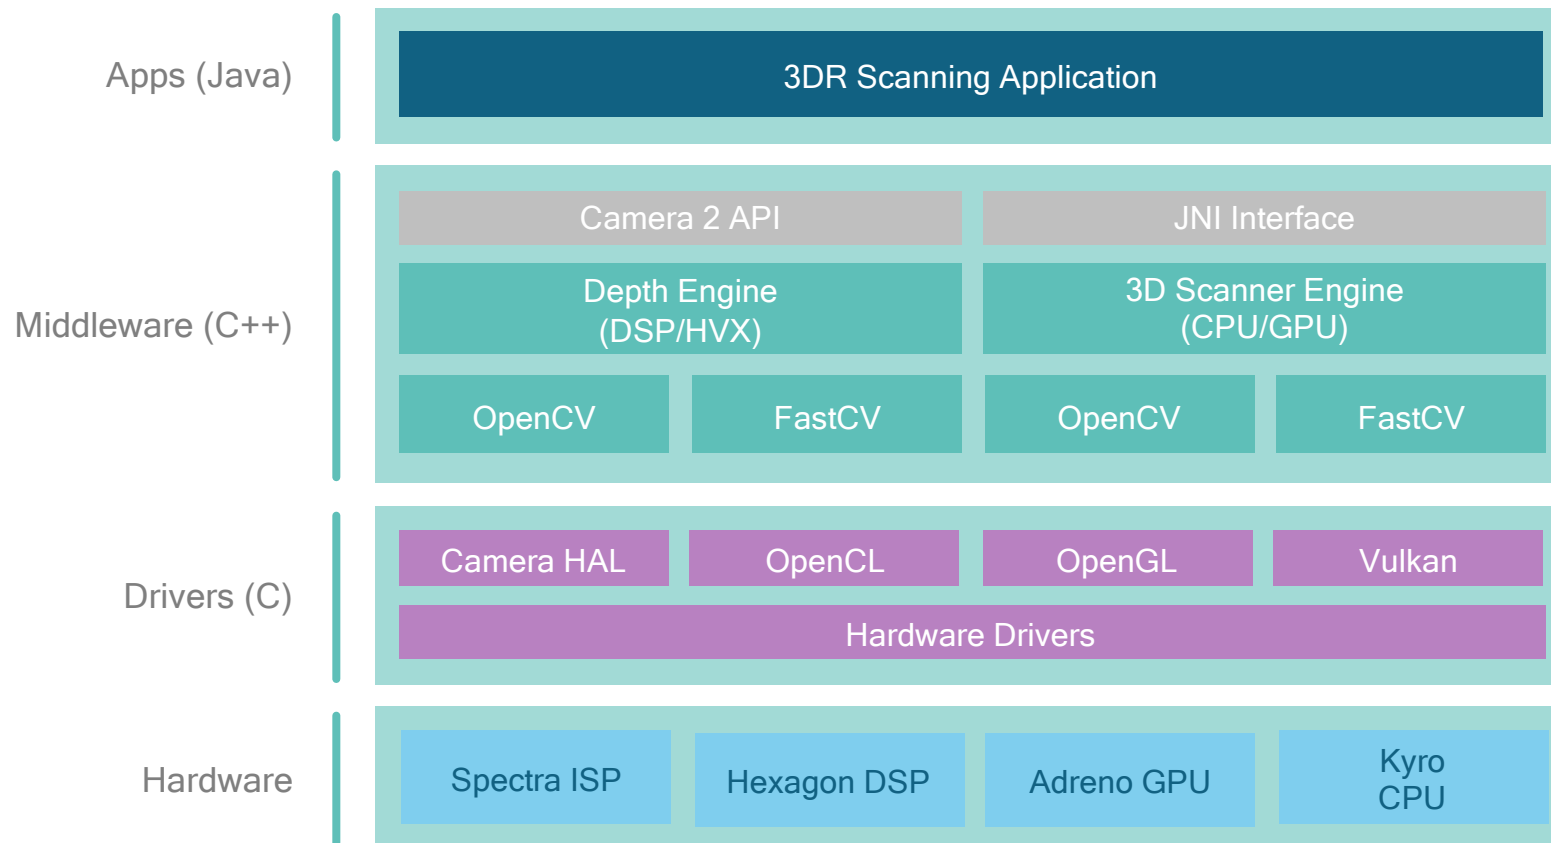 Apps (Java)
3DR Scanning Application
Middleware (C++)
Camera 2 API
JNI Interface
Depth Engine
(DSP/HVX)
3D Scanner Engine
(CPU/GPU)
OpenCV
FastCV
OpenCV
FastCV
Drivers (C)
Camera HAL
OpenCL
OpenGL
Vulkan
Hardware Drivers
Hardware
Spectra ISP
Hexagon DSP
Adreno GPU
Kyro
CPU